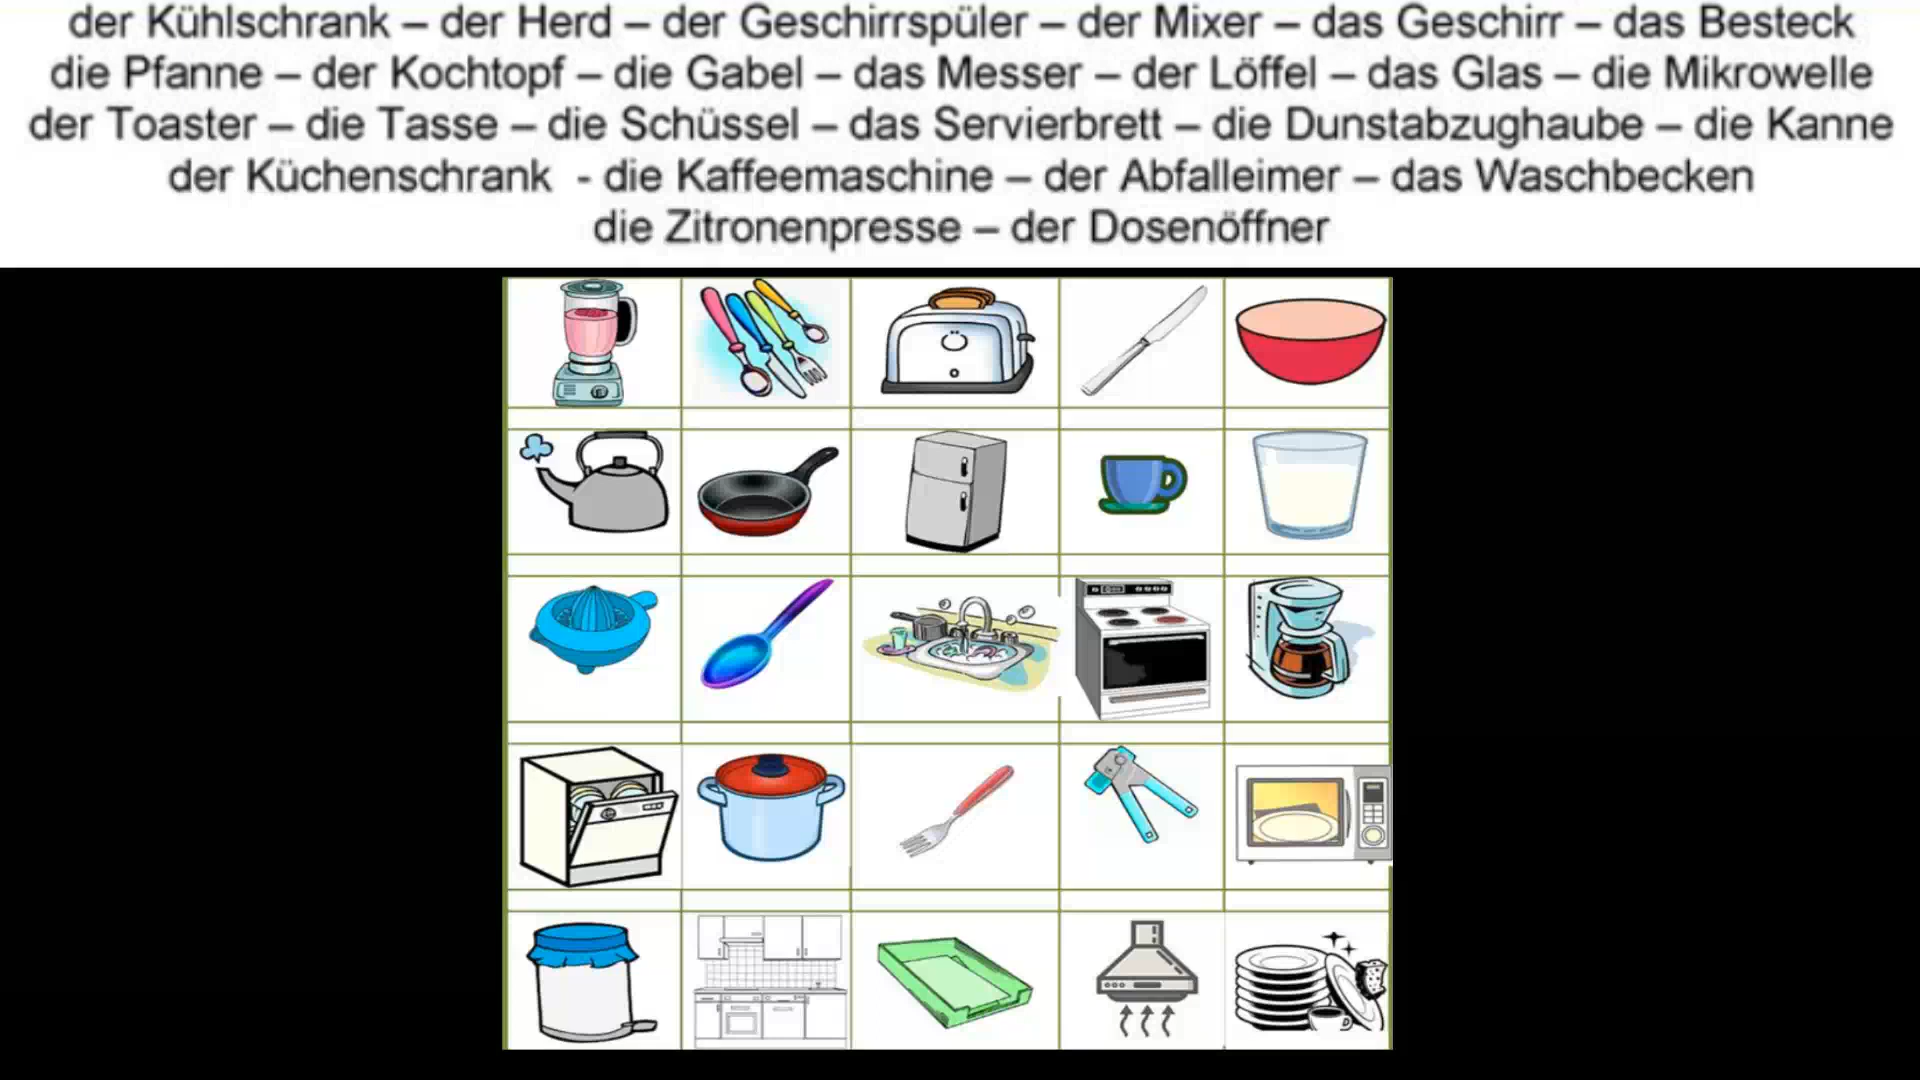 der Kühlschrank – der Herd – der Geschirrspüler – der Mixer – das Geschirr – das Besteck
die Pfanne – der Kochtopf – die Gabel – das Messer – der Löffel – das Glas – die Mikrowelle
der Toaster – die Tasse – die Schüssel – das Servierbrett – die Dunstabzughaube – die Kanne
der Küchenschrank - die Kaffeemaschine – der Abfalleimer – das Waschbecken
die Zitronenpresse – der Dosenöffner